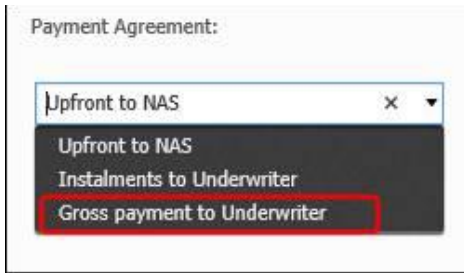 Payment Agreement:
Upfront to NAS
Upfront to NAS
Instalments to Underwriter
Gross payment to Underwriter